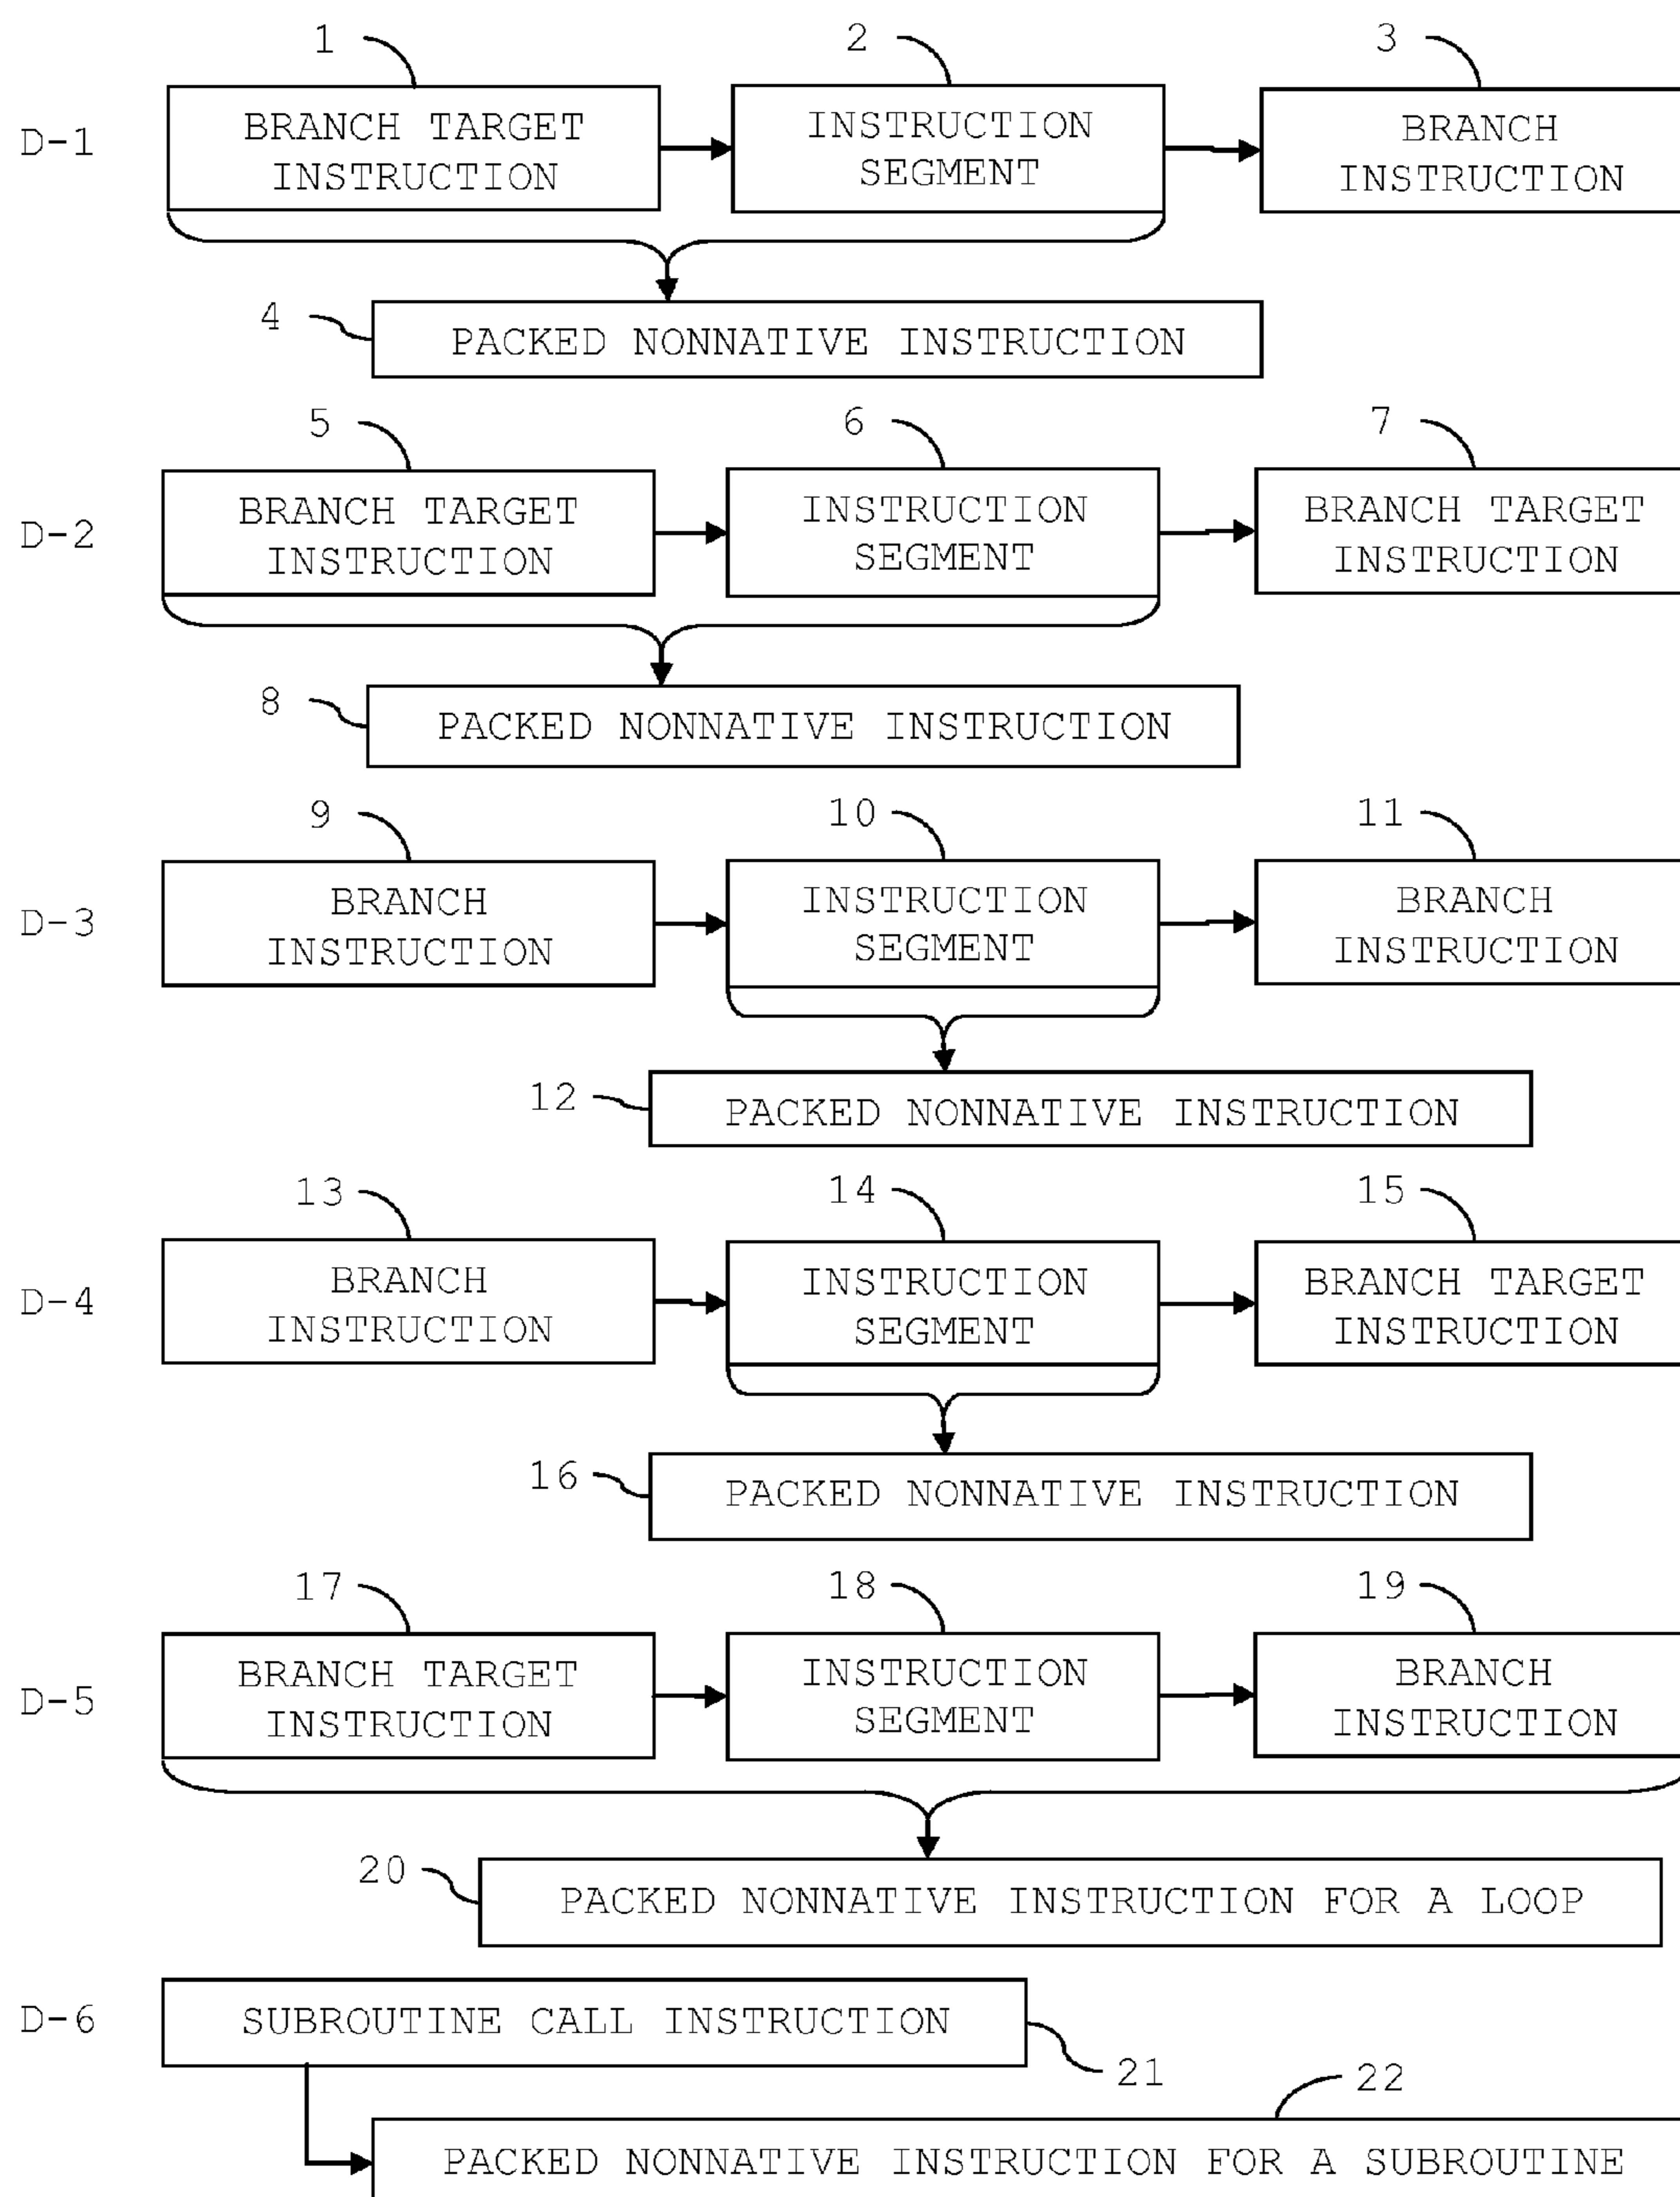 1 2 3
D-1 BRANCH TARGET INSTRUCTION BRANCH
INSTRUCTION SEGMENT INSTRUCTION
4 PACKED NONNATIVE INSTRUCTION
5 6 7
D-2 BRANCH TARGET INSTRUCTION BRANCH TARGET
INSTRUCTION SEGMENT INSTRUCTION
8 PACKED NONNATIVE INSTRUCTION
9 10 11
D-3 BRANCH INSTRUCTION BRANCH
INSTRUCTION SEGMENT INSTRUCTION
12 PACKED NONNATIVE INSTRUCTION
13 14 15
D-4 BRANCH INSTRUCTION BRANCH TARGET
INSTRUCTION SEGMENT INSTRUCTION
16 PACKED NONNATIVE INSTRUCTION
17 18 19
D-5 BRANCH TARGET INSTRUCTION BRANCH
INSTRUCTION SEGMENT INSTRUCTION
20 PACKED NONNATIVE INSTRUCTION FOR A LOOP
D-6 SUBROUTINE CALL INSTRUCTION
21 22
PACKED NONNATIVE INSTRUCTION FOR A SUBROUTINE